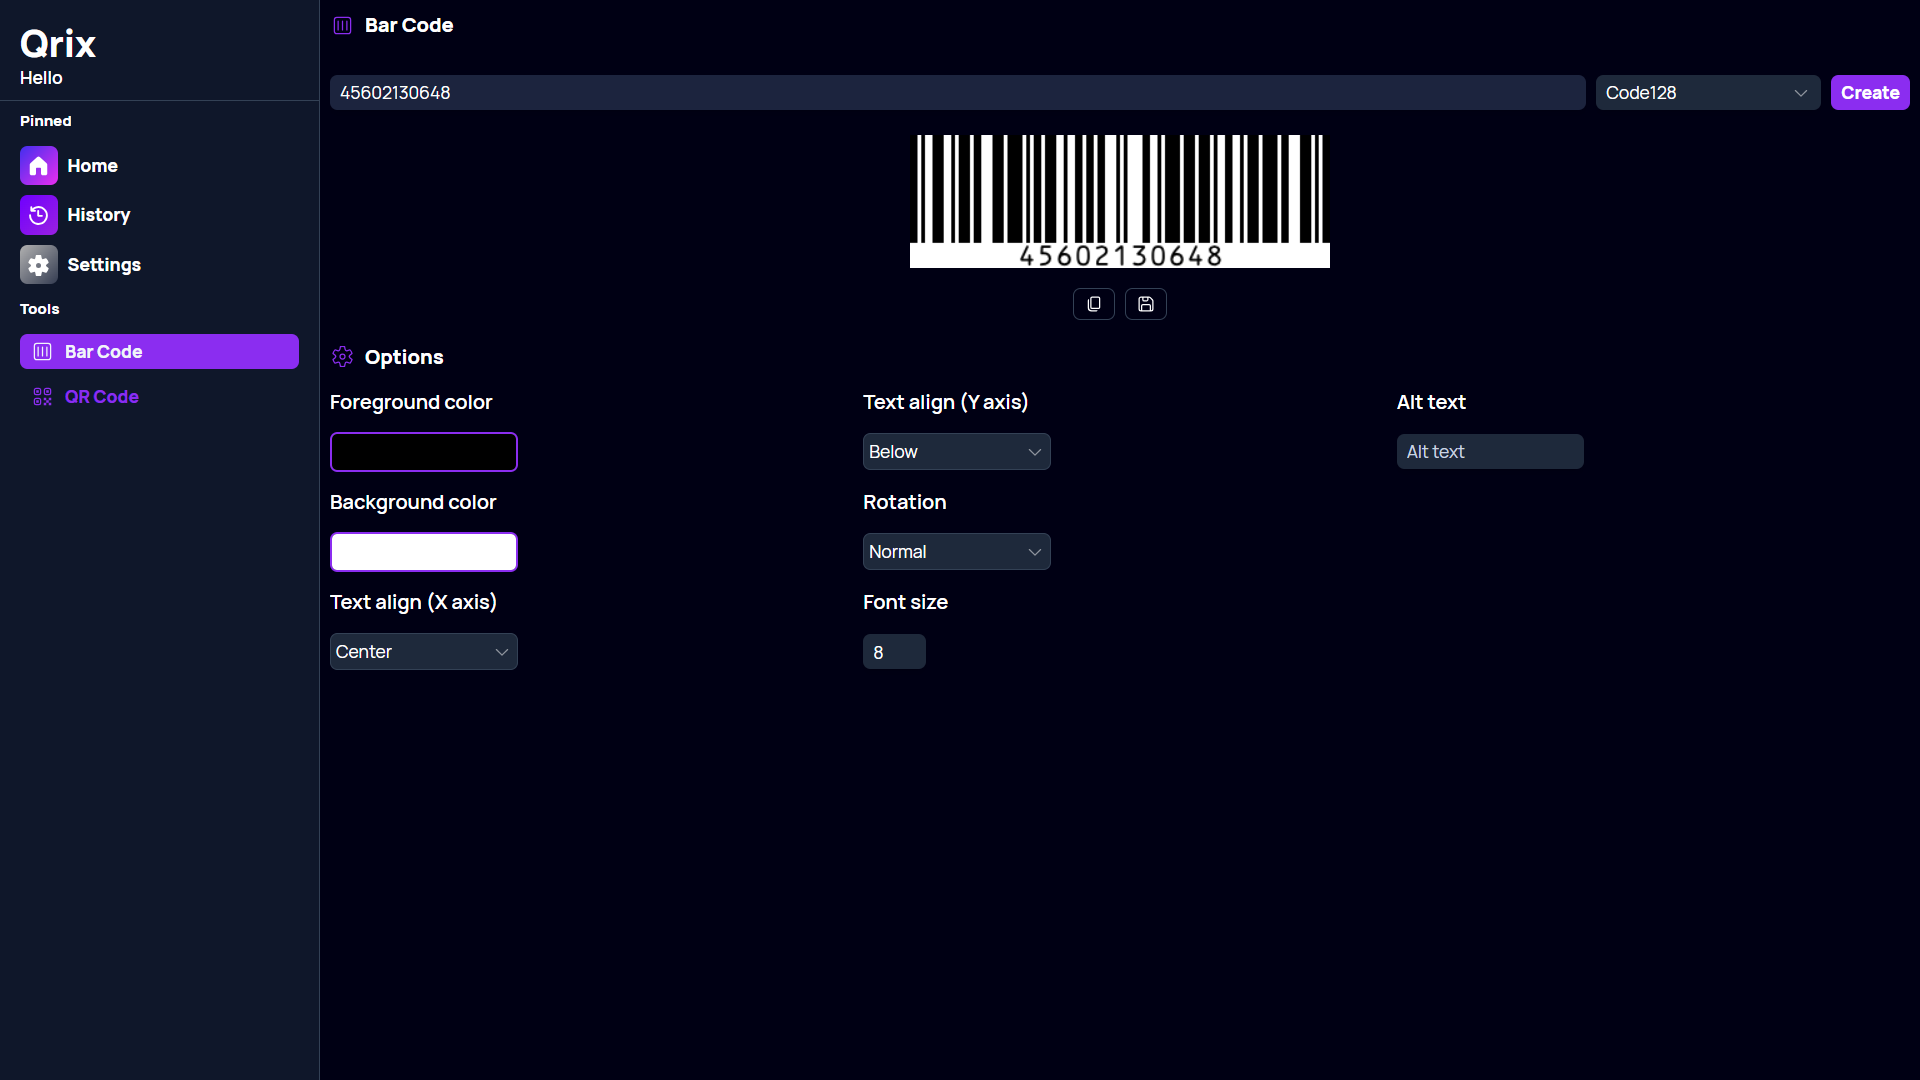 Qrix
Hello
Pinned
Home
History
Settings
Tools
Bar Code
QR Code
Bar Code
45602130648
Code128
Create
45602130648
Options
Foreground color
Text align (Y axis)
Alt text
Below
Alt text
Background color
Rotation
Normal
Text align (X axis)
Font size
Center
8